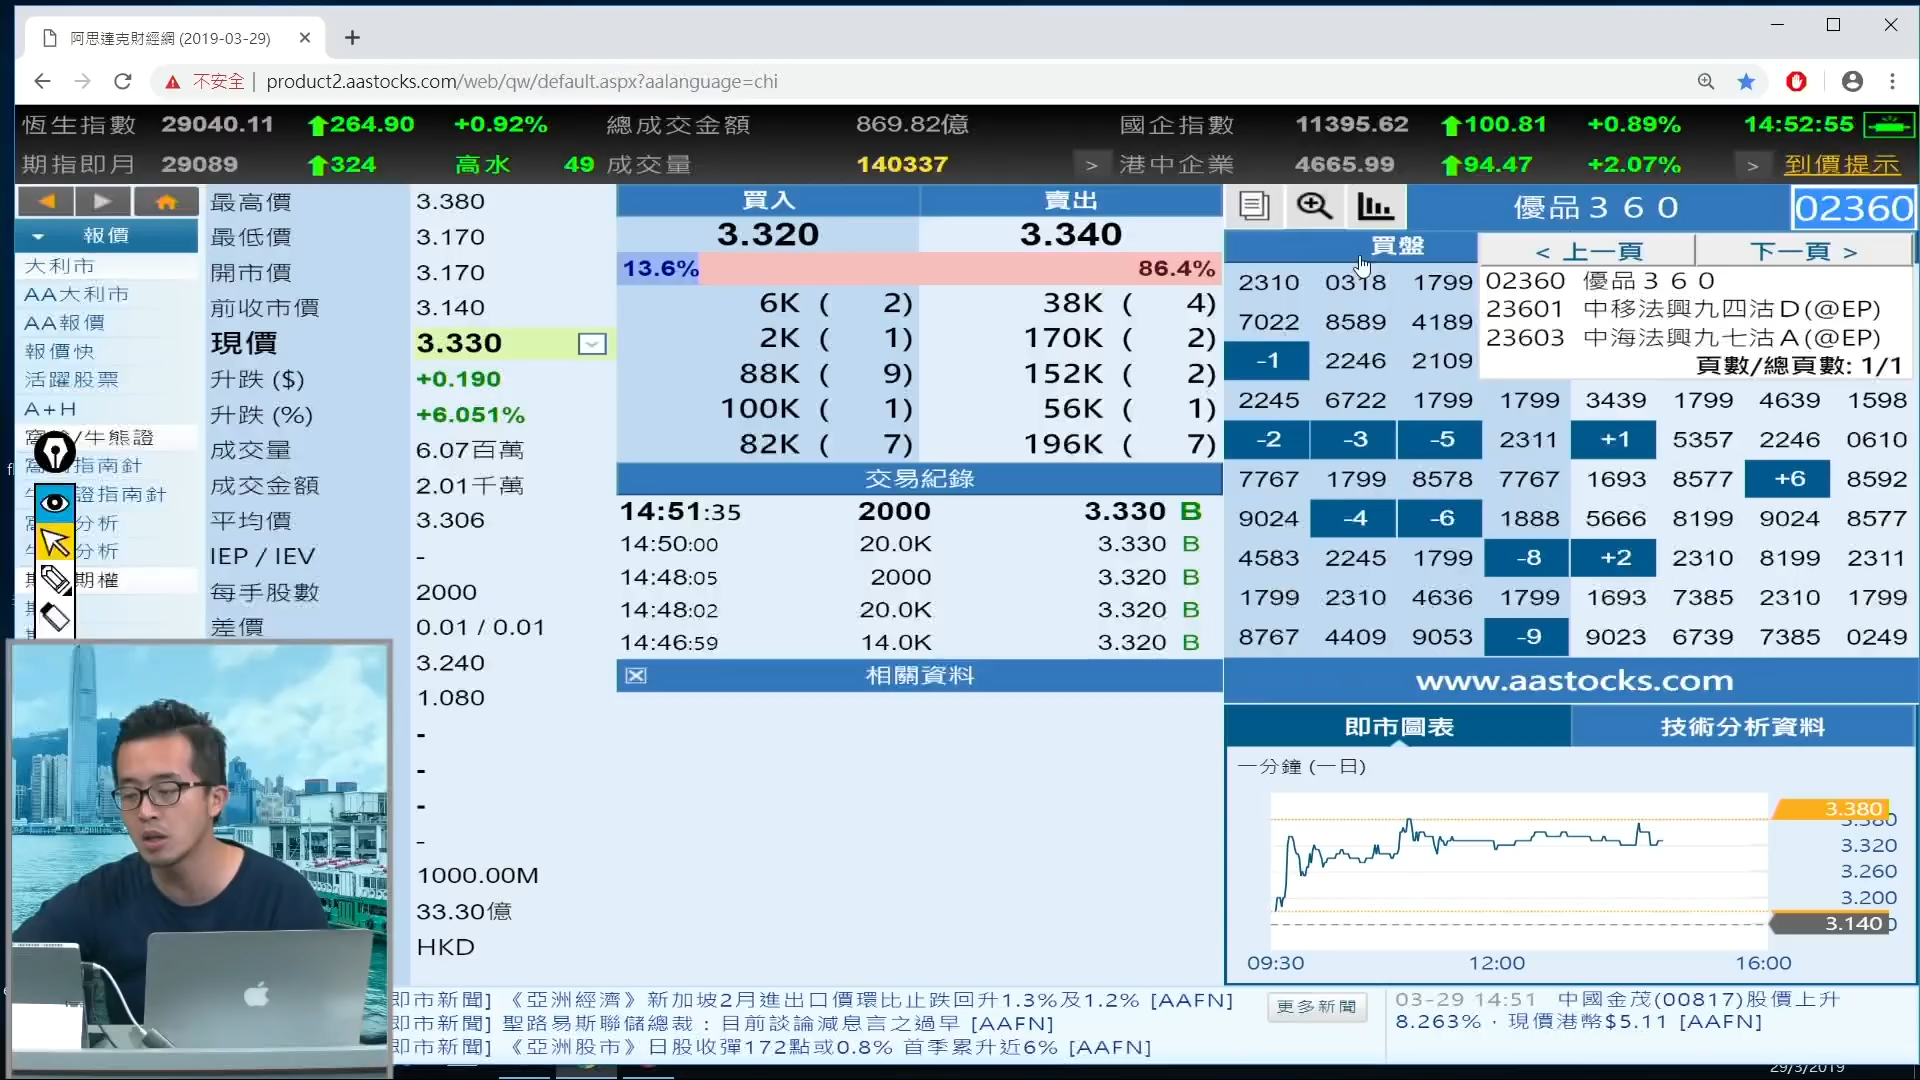 阿思達克財經網 (2019-03-29)
不安全 | product2.aastocks.com/web/qw/default.aspx?aalanguage=chi
恆生指數 29040.11 264.90 +0.92% 總成交金額 869.82億 國企指數 11395.62 100.81 +0.89% 14:52:55
期指即月 29089 324 高水 49 成交量 140337 > 港中企業 4665.99 94.47 +2.07% > 到價提示
報價
大利市
AA大利市
AA報價
報價快
活躍股票
A+H
/牛熊證
指南針
證指南針
分析
分析
期權
最高價 3.380
最低價 3.170
開市價 3.170
前收市價 3.140
現價 3.330
升跌 ($) +0.190
升跌 (%) +6.051%
成交量 6.07百萬
成交金額 2.01千萬
平均價 3.306
IEP / IEV -
每手股數 2000
差價 0.01 / 0.01
3.240
1.080
-
-
-
-
1000.00M
33.30億
HKD
買入 賣出
3.320 3.340
13.6% 86.4%
6K ( 2) 38K ( 4)
2K ( 1) 170K ( 2)
88K ( 9) 152K ( 2)
100K ( 1) 56K ( 1)
82K ( 7) 196K ( 7)
交易紀錄
14:51:35 2000 3.330 B
14:50:00 20.0K 3.330 B
14:48:05 2000 3.320 B
14:48:02 20.0K 3.320 B
14:46:59 14.0K 3.320 B
相關資料
優品３６０ 02360
買盤 < 上一頁 下一頁 >
02360 優品３６０
23601 中移法興九四沽D(@EP)
23603 中海法興九七沽A(@EP)
頁數/總頁數: 1/1
2310 0318 1799
7022 8589 4189
-1 2246 2109
2245 6722 1799 1799 3439 1799 4639 1598
-2 -3 -5 2311 +1 5357 2246 0610
7767 1799 8578 7767 1693 8577 +6 8592
9024 -4 -6 1888 5666 8199 9024 8577
4583 2245 1799 -8 +2 2310 8199 2311
1799 2310 4636 1799 1693 7385 2310 1799
8767 4409 9053 -9 9023 6739 7385 0249
www.aastocks.com
即市圖表 技術分析資料
一分鐘 (一日)
3.380
3.380
3.320
3.260
3.200
3.140
09:30 12:00 16:00
即市新聞] 《亞洲經濟》新加坡2月進出口價環比止跌回升1.3%及1.2% [AAFN]
即市新聞] 聖路易斯聯儲總裁：目前談論減息言之過早 [AAFN]
即市新聞] 《亞洲股市》日股收彈172點或0.8% 首季累升近6% [AAFN]
更多新聞
03-29 14:51 中國金茂(00817)股價上升
8.263%，現價港幣$5.11 [AAFN]
29/3/2019